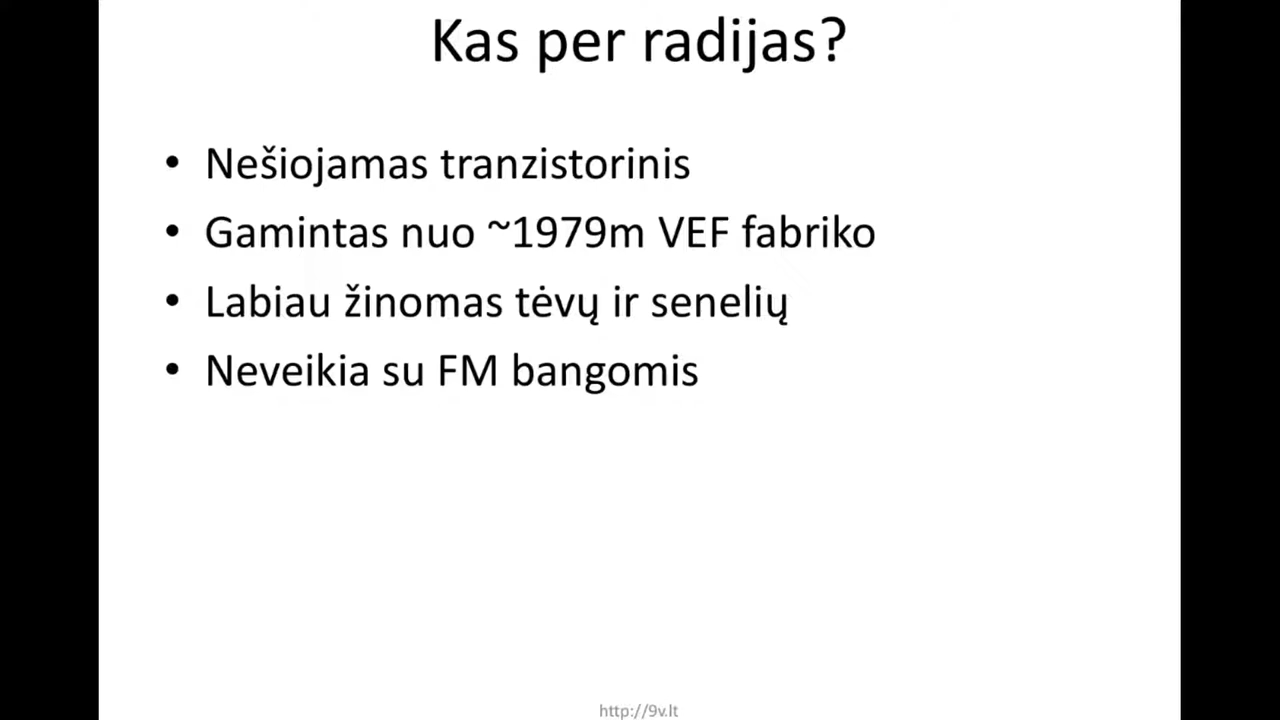 Kas per radijas?
• Nešiojamas tranzistorinis
• Gamintas nuo ~1979m VEF fabriko
• Labiau žinomas tėvų ir senelių
• Neveikia su FM bangomis
http://9v.lt